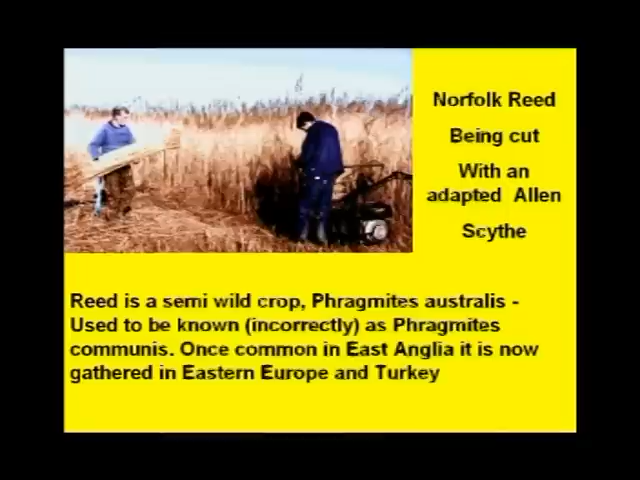 Norfolk Reed
Being cut
With an
adapted Allen
Scythe
Reed is a semi wild crop, Phragmites australis -
Used to be known (incorrectly) as Phragmites
communis. Once common in East Anglia it is now
gathered in Eastern Europe and Turkey